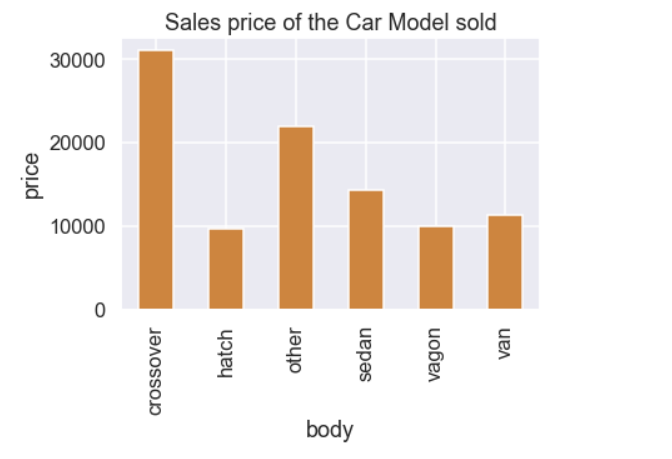 Sales price of the Car Model sold
30000
20000
10000
0
price
crossover
hatch
other
sedan
vagon
van
body